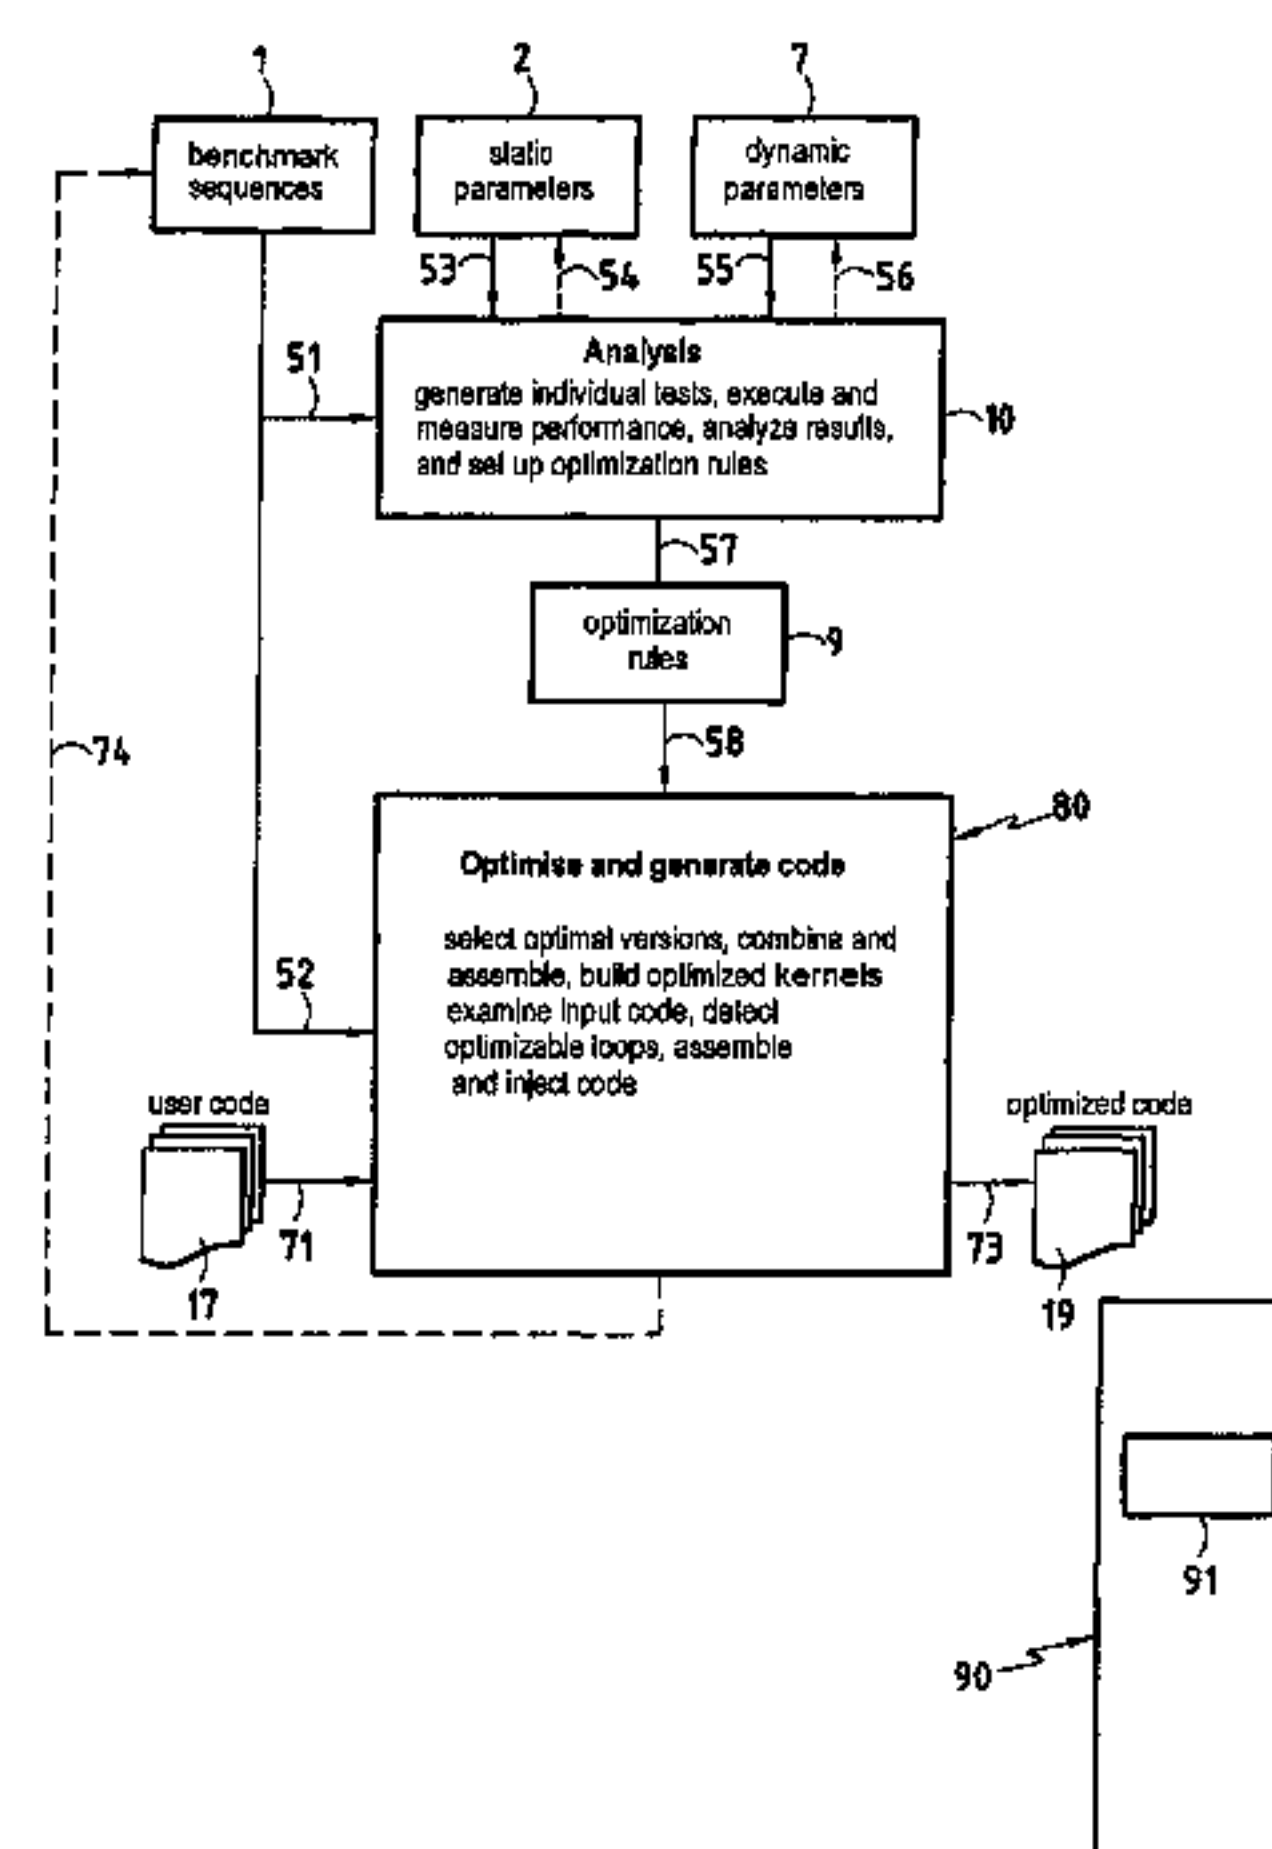 1
2
7
benchmark
sequences
static
parameters
dynamic
parameters
53
54
55
56
51
Analysis
generate individual tests, execute and
measure performance, analyze results,
and set up optimization rules
10
57
optimization
rules
9
58
74
80
Optimise and generate code
select optimal versions, combine and
assemble, build optimized kernels
examine input code, detect
optimizable loops, assemble
and inject code
52
user code
optimized code
71
73
17
19
91
90